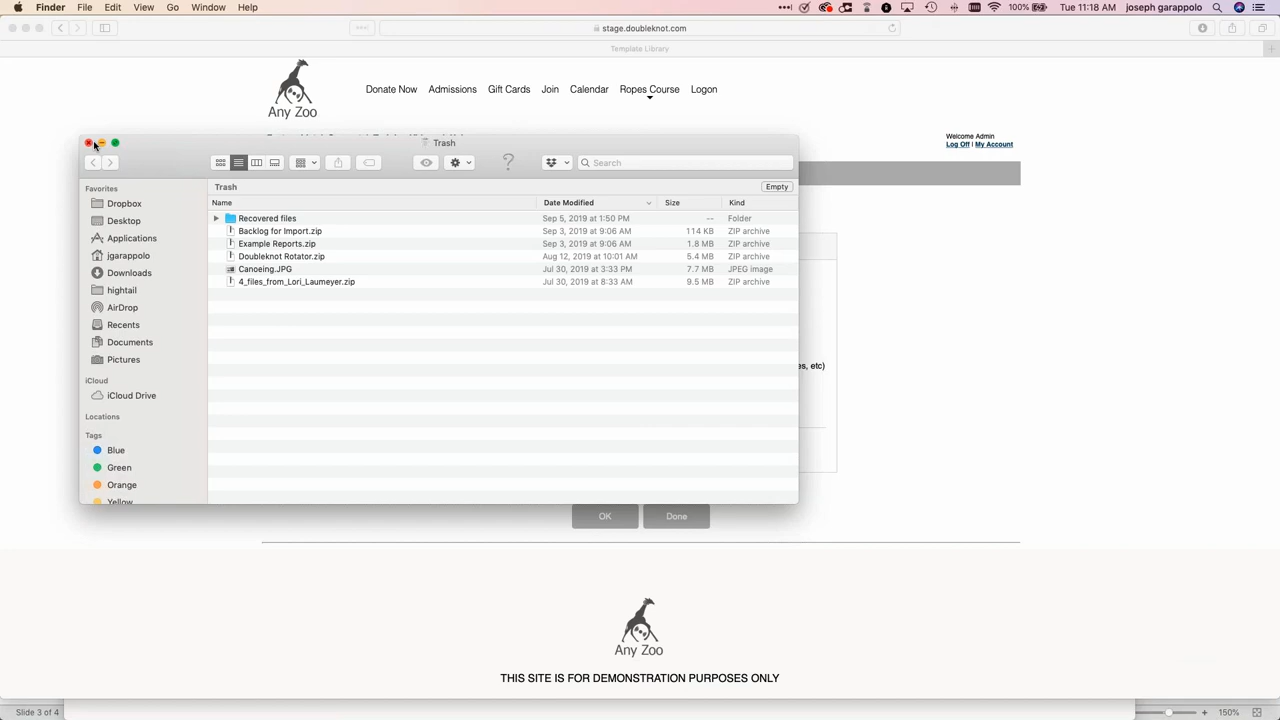 Finder File Edit View Go Window Help
100% Tue 11:18 AM joseph garappolo
stage.doubleknot.com
Template Library
Any Zoo
Donate Now Admissions Gift Cards Join Calendar Ropes Course Logon
Welcome Admin
Log Off | My Account
Trash
Search
Favorites
Dropbox
Desktop
Applications
jgarappolo
Downloads
hightail
AirDrop
Recents
Documents
Pictures
iCloud
iCloud Drive
Locations
Tags
Blue
Green
Orange
Yellow
Trash Empty
Name Date Modified Size Kind
Recovered files Sep 5, 2019 at 1:50 PM -- Folder
Backlog for Import.zip Sep 3, 2019 at 9:06 AM 114 KB ZIP archive
Example Reports.zip Sep 3, 2019 at 9:06 AM 1.8 MB ZIP archive
Doubleknot Rotator.zip Aug 12, 2019 at 10:01 AM 5.4 MB ZIP archive
Canoeing.JPG Jul 30, 2019 at 3:33 PM 7.7 MB JPEG image
4_files_from_Lori_Laumeyer.zip Jul 30, 2019 at 8:33 AM 9.5 MB ZIP archive
es, etc)
OK Done
Any Zoo
THIS SITE IS FOR DEMONSTRATION PURPOSES ONLY
Slide 3 of 4
150%